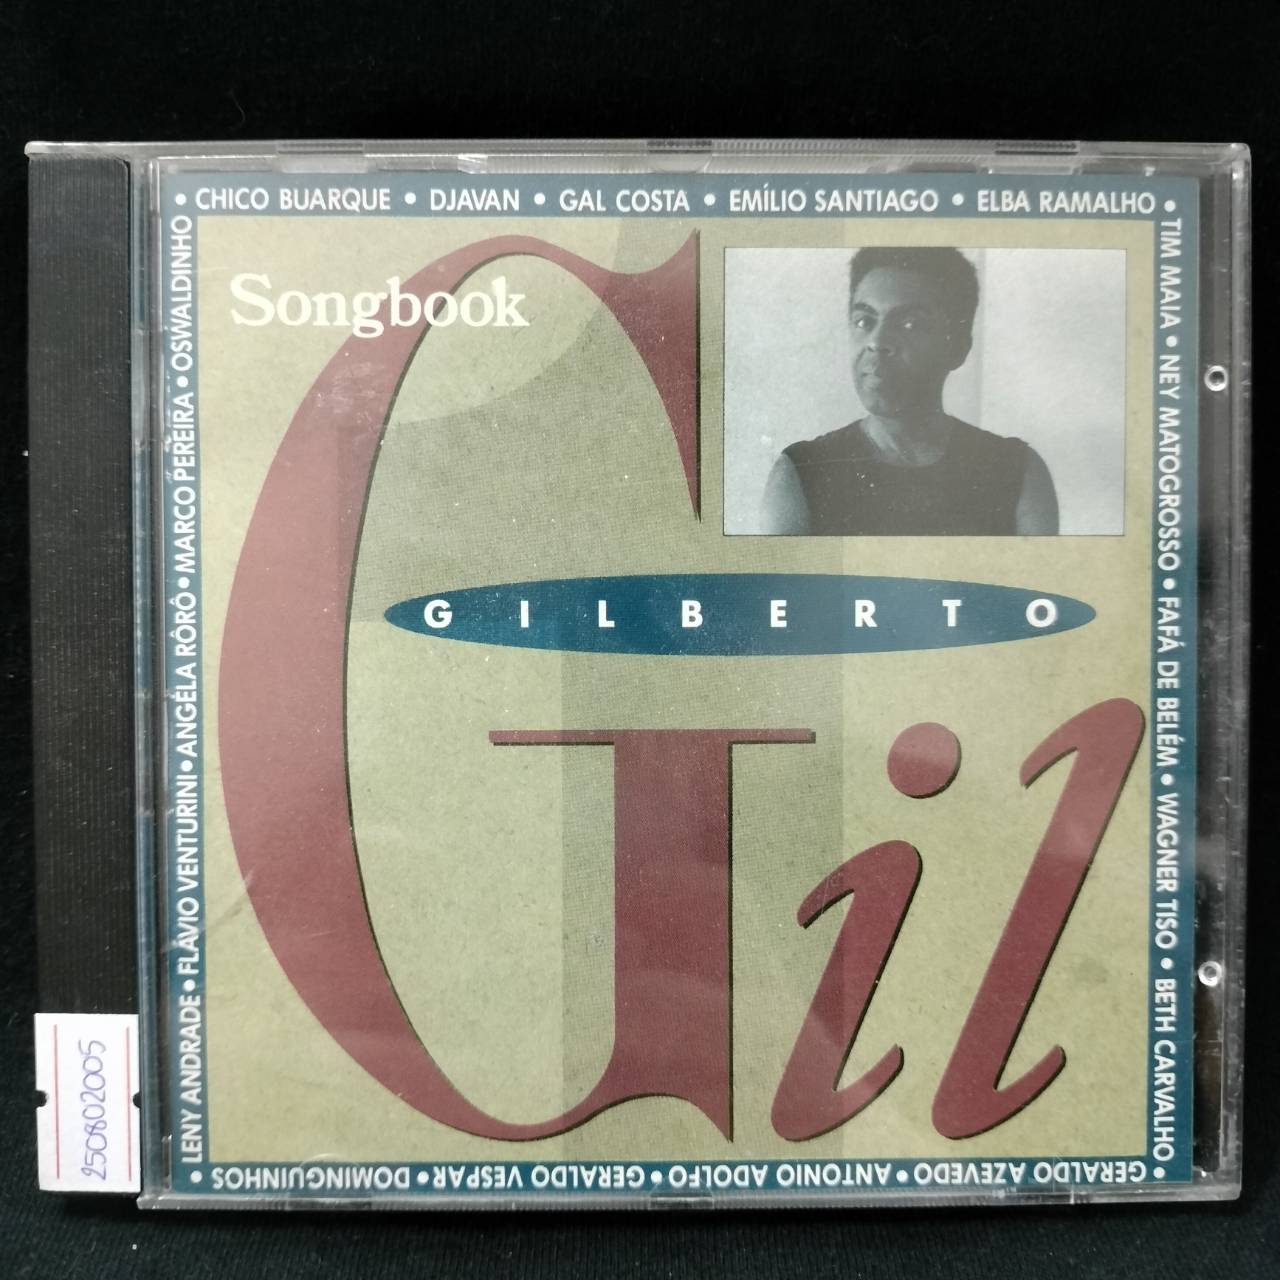 • CHICO BUARQUE • DJAVAN • GAL COSTA • EMÍLIO SANTIAGO • ELBA RAMALHO •
TIM MAIA • NEY MATOGROSSO • FAFÁ DE BELÉM • WAGNER TISO • BETH CARVALHO •
GERALDO AZEVEDO • ANTONIO ADOLFO • GERALDO VESPAR • DOMINGUINHOS •
LENY ANDRADE • FLÁVIO VENTURINI • ANGÉLA RÔRÔ • MARCO PEREIRA • OSWALDINHO
Songbook
GILBERTO
Gil
250802005